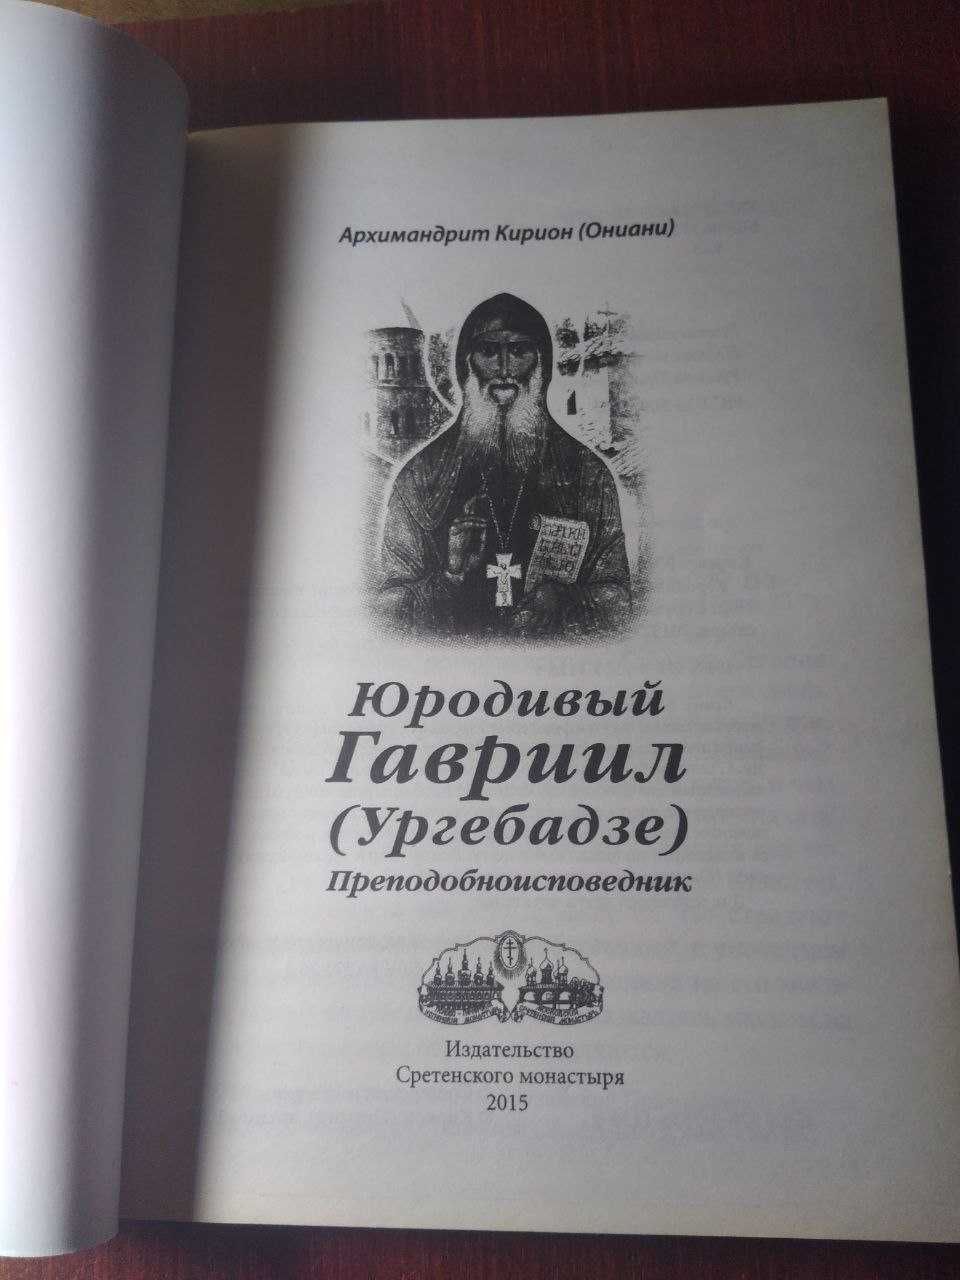 Архимандрит Кирион (Ониани)
Юродивый
Гавриил
(Ургебадзе)
Преподобноисповедник
Издательство
Сретенского монастыря
2015